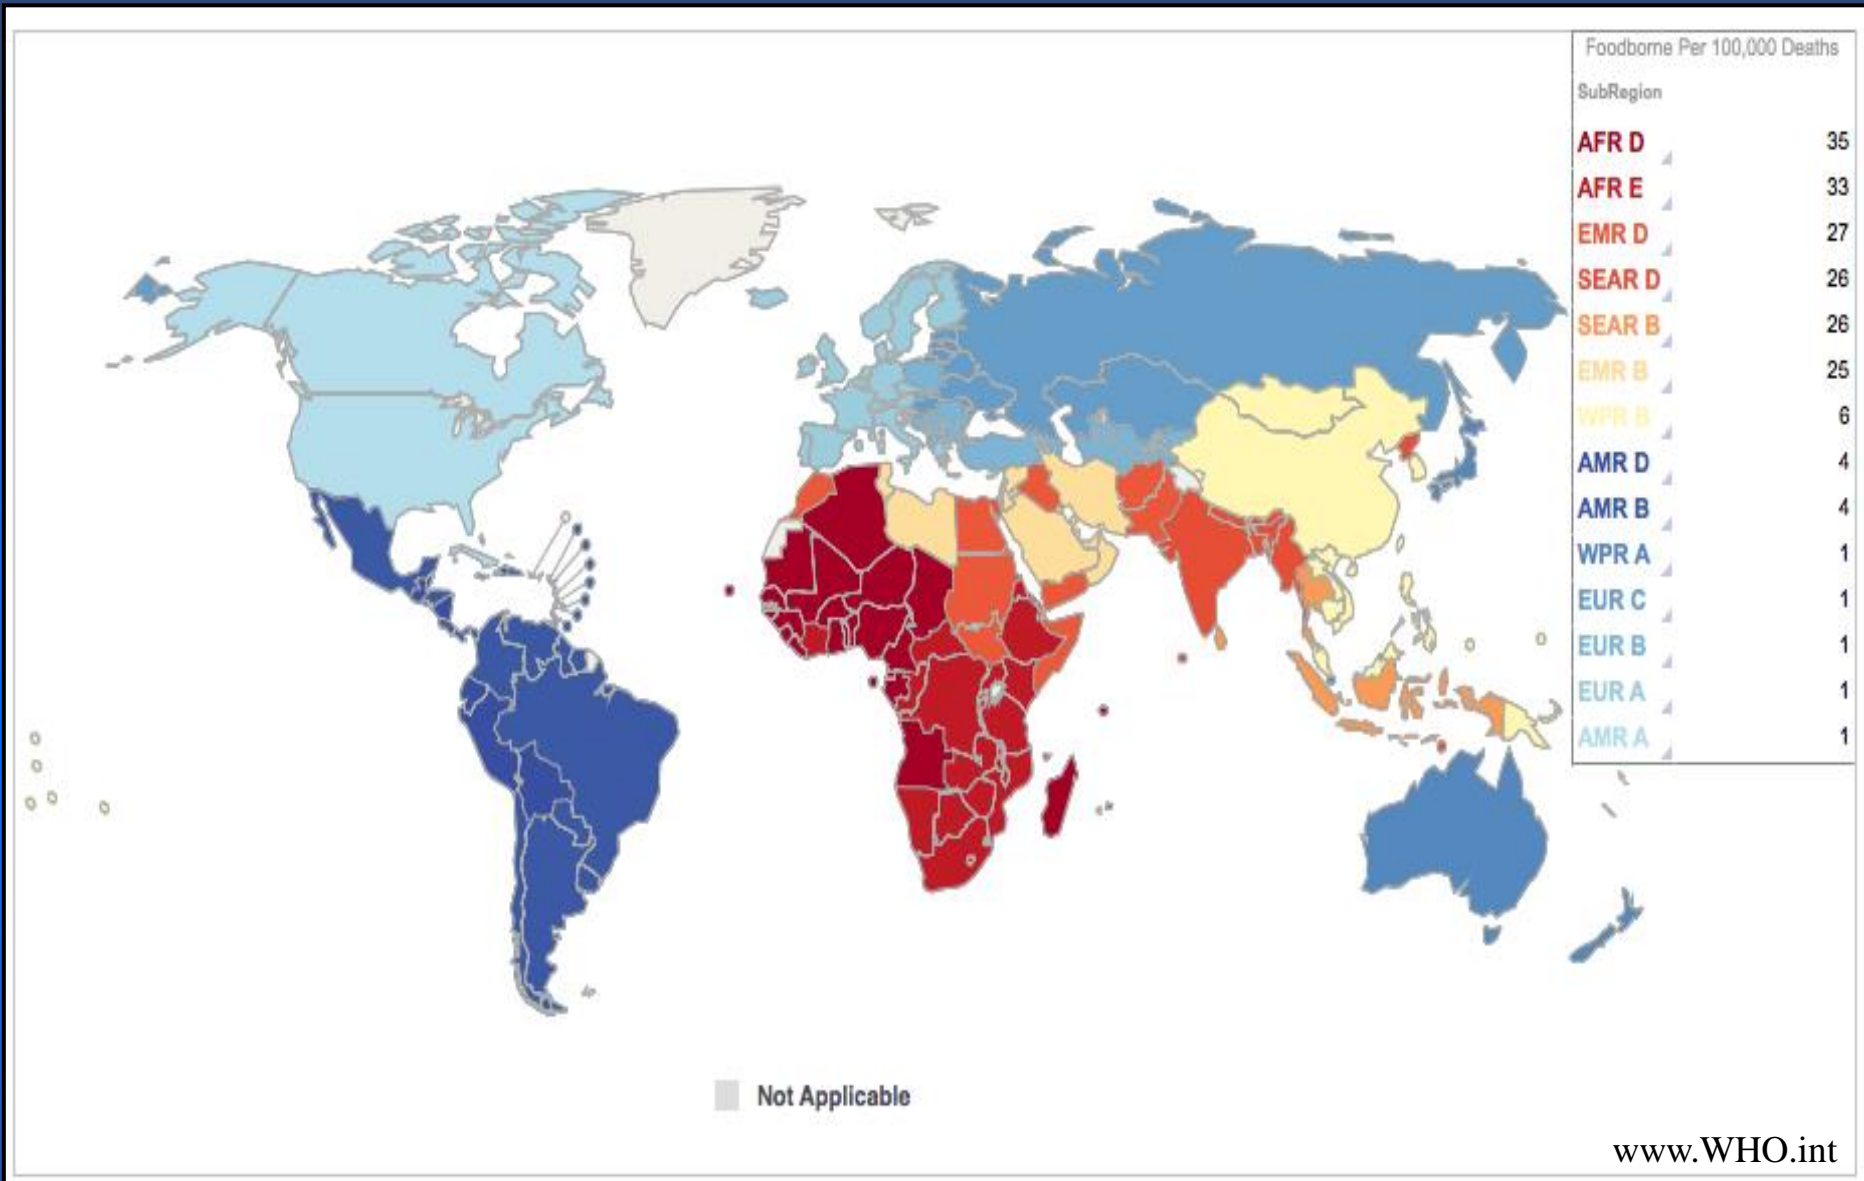 Foodborne Per 100,000 Deaths
SubRegion
AFR D 35
AFR E 33
EMR D 27
SEAR D 26
SEAR B 26
EMR B 25
WPR B 6
AMR D 4
AMR B 4
WPR A 1
EUR C 1
EUR B 1
EUR A 1
AMR A 1
Not Applicable
www.WHO.int